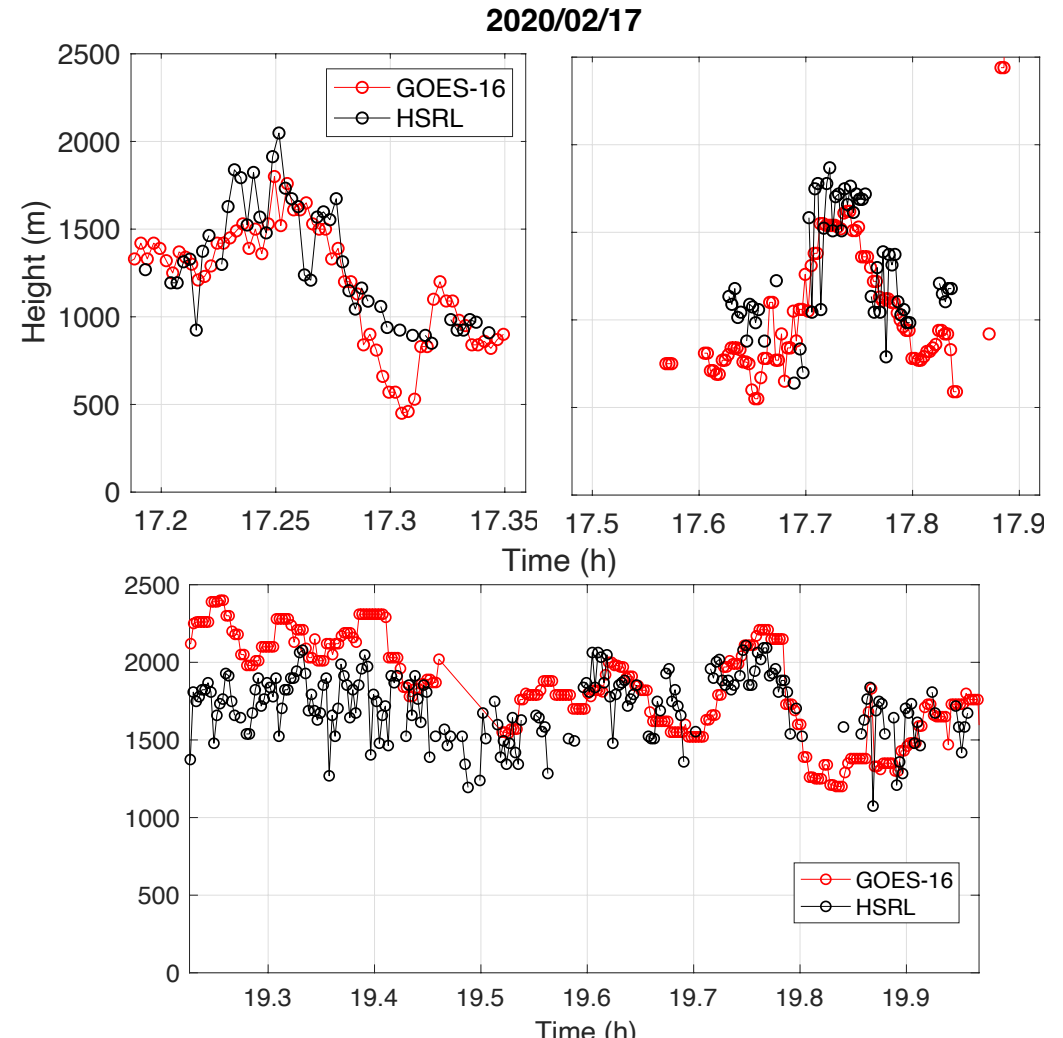 2020/02/17
2500
2000
1500
1000
500
0
Height (m)
GOES-16
HSRL
17.2 17.25 17.3 17.35
17.5 17.6 17.7 17.8 17.9
Time (h)
2500
2000
1500
1000
500
0
GOES-16
HSRL
19.3 19.4 19.5 19.6 19.7 19.8 19.9
Time (h)